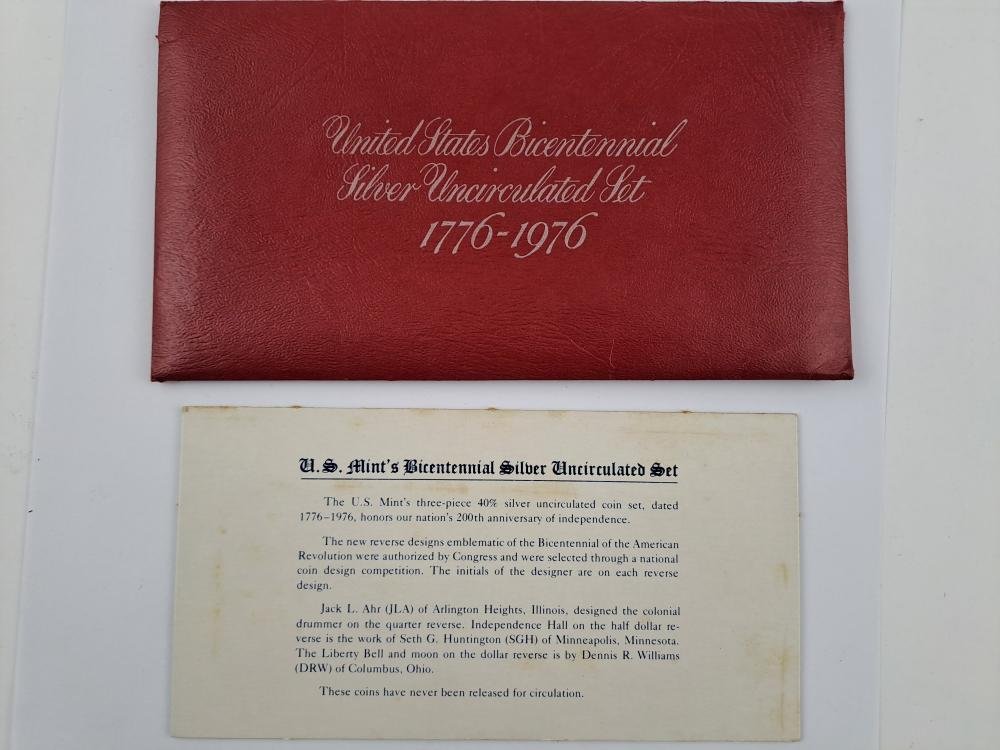 United States Bicentennial
Silver Uncirculated Set
1776-1976
U.S. Mint's Bicentennial Silver Uncirculated Set
The U.S. Mint's three-piece 40% silver uncirculated coin set, dated
1776–1976, honors our nation's 200th anniversary of independence.
The new reverse designs emblematic of the Bicentennial of the American
Revolution were authorized by Congress and were selected through a national
coin design competition. The initials of the designer are on each reverse
design.
Jack L. Ahr (JLA) of Arlington Heights, Illinois, designed the colonial
drummer on the quarter reverse. Independence Hall on the half dollar re-
verse is the work of Seth G. Huntington (SGH) of Minneapolis, Minnesota.
The Liberty Bell and moon on the dollar reverse is by Dennis R. Williams
(DRW) of Columbus, Ohio.
These coins have never been released for circulation.